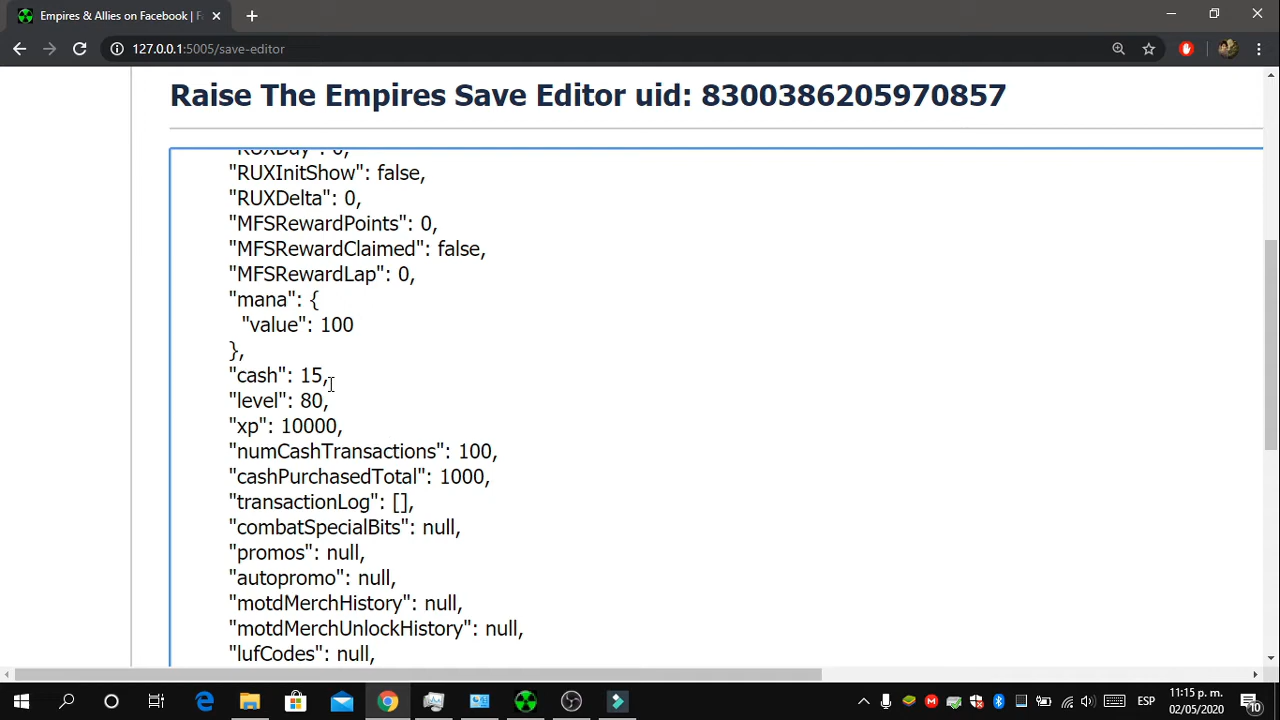 Empires & Allies on Facebook | F
127.0.0.1:5005/save-editor
Raise The Empires Save Editor uid: 8300386205970857
"RUXDay": 0,
"RUXInitShow": false,
"RUXDelta": 0,
"MFSRewardPoints": 0,
"MFSRewardClaimed": false,
"MFSRewardLap": 0,
"mana": {
"value": 100
},
"cash": 15,
"level": 80,
"xp": 10000,
"numCashTransactions": 100,
"cashPurchasedTotal": 1000,
"transactionLog": [],
"combatSpecialBits": null,
"promos": null,
"autopromo": null,
"motdMerchHistory": null,
"motdMerchUnlockHistory": null,
"lufCodes": null,
ESP
11:15 p. m.
02/05/2020
10